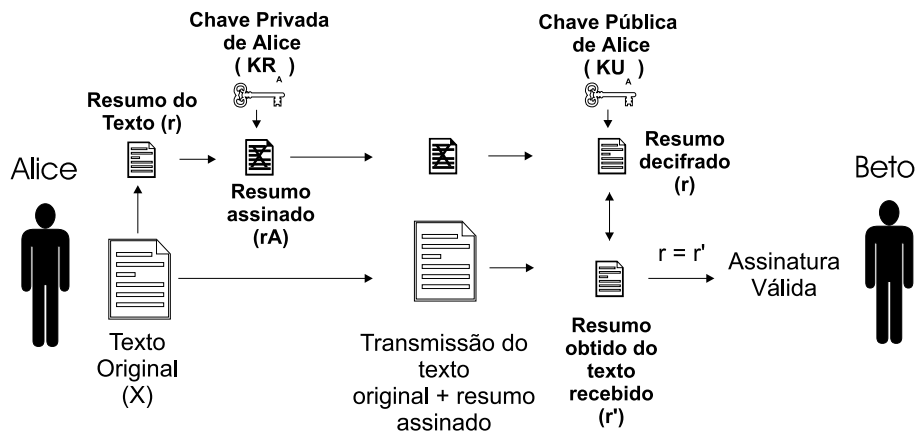 Chave Privada
de Alice
( KR A )
Chave Pública
de Alice
( KU A )
Resumo do
Texto (r)
Resumo
decifrado
(r)
Alice
Beto
Resumo
assinado
(rA)
r = r'
Assinatura
Válida
Texto
Original
(X)
Transmissão do
texto
original + resumo
assinado
Resumo
obtido do
texto
recebido
(r')